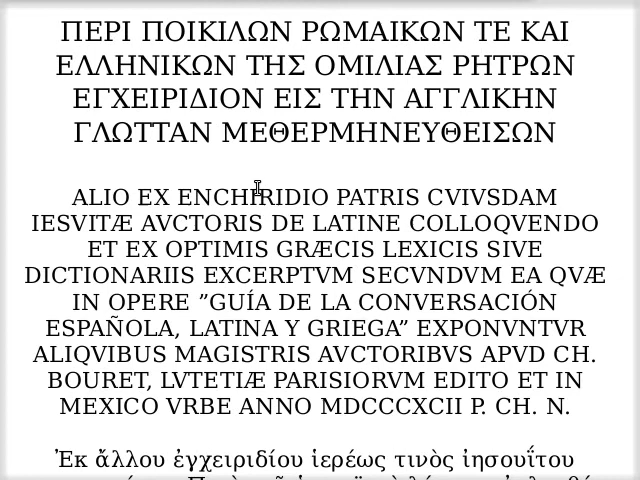 ΠΕΡΙ ΠΟΙΚΙΛΩΝ ΡΩΜΑΙΚΩΝ ΤΕ ΚΑΙ
ΕΛΛΗΝΙΚΩΝ ΤΗΣ ΟΜΙΛΙΑΣ ΡΗΤΡΩΝ
ΕΓΧΕΙΡΙΔΙΟΝ ΕΙΣ ΤΗΝ ΑΓΓΛΙΚΗΝ
ΓΛΩΤΤΑΝ ΜΕΘΕΡΜΗΝΕΥΘΕΙΣΩΝ
ALIO EX ENCHIRIDIO PATRIS CVIVSDAM
IESVITÆ AVCTORIS DE LATINE COLLOQVENDO
ET EX OPTIMIS GRÆCIS LEXICIS SIVE
DICTIONARIIS EXCERPTVM SECVNDVM EA QVÆ
IN OPERE ”GUÍA DE LA CONVERSACIÓN
ESPAÑOLA, LATINA Y GRIEGA” EXPONVNTVR
ALIQVIBUS MAGISTRIS AVCTORIBVS APVD CH.
BOURET, LVTETIÆ PARISIORVM EDITO ET IN
MEXICO VRBE ANNO MDCCCXCII P. CH. N.
Ἐκ ἄλλου ἐγχειριδίου ἱερέως τινὸς ἰησουΐτου